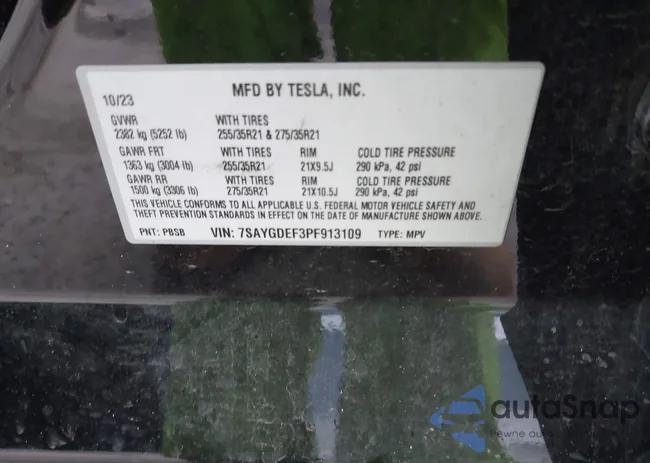 MFD BY TESLA, INC.
10/23
GVWR WITH TIRES
2382 kg (5252 lb) 255/35R21 & 275/35R21
GAWR FRT WITH TIRES RIM COLD TIRE PRESSURE
1363 kg (3004 lb) 255/35R21 21X9.5J 290 kPa, 42 psi
GAWR RR WITH TIRES RIM COLD TIRE PRESSURE
1500 kg (3306 lb) 275/35R21 21X10.5J 290 kPa, 42 psi
THIS VEHICLE CONFORMS TO ALL APPLICABLE U.S. FEDERAL MOTOR VEHICLE SAFETY AND
THEFT PREVENTION STANDARDS IN EFFECT ON THE DATE OF MANUFACTURE SHOWN ABOVE.
PNT: PBSB VIN: 7SAYGDEF3PF913109 TYPE: MPV
autoSnap
Pewne auto